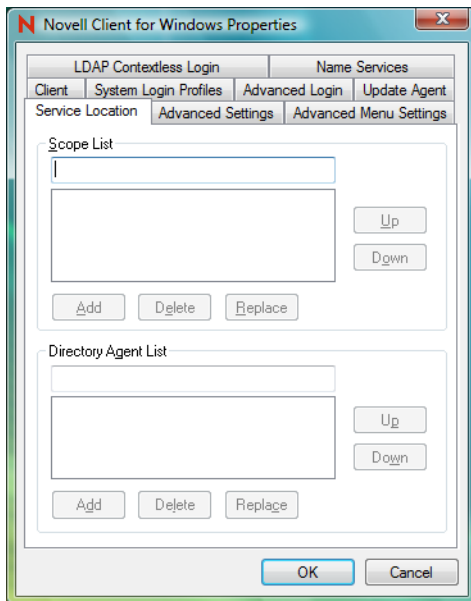 N Novell Client for Windows Properties
LDAP Contextless Login Name Services
Client System Login Profiles Advanced Login Update Agent
Service Location Advanced Settings Advanced Menu Settings
Scope List
Up
Down
Add Delete Replace
Directory Agent List
Up
Down
Add Delete Replace
OK Cancel